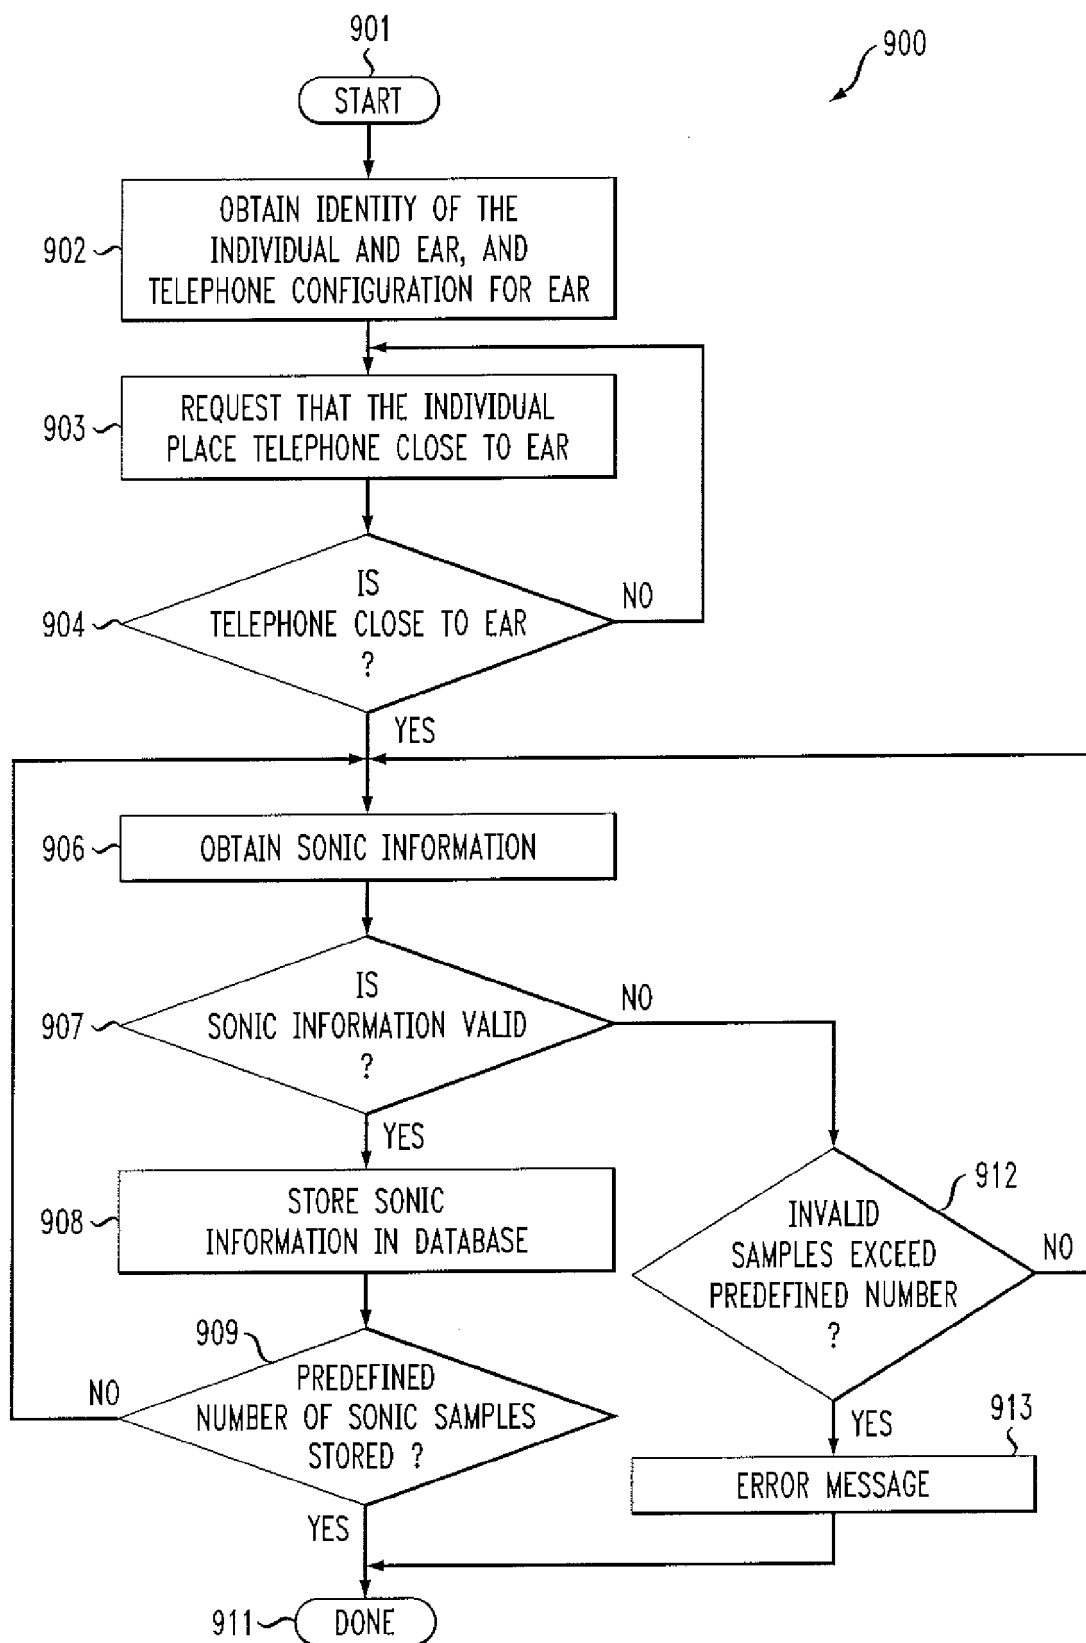 901
900
START
902
OBTAIN IDENTITY OF THE
INDIVIDUAL AND EAR, AND
TELEPHONE CONFIGURATION FOR EAR
903
REQUEST THAT THE INDIVIDUAL
PLACE TELEPHONE CLOSE TO EAR
904
IS
TELEPHONE CLOSE TO EAR
?
NO
YES
906
OBTAIN SONIC INFORMATION
907
IS
SONIC INFORMATION VALID
?
NO
YES
908
STORE SONIC
INFORMATION IN DATABASE
912
INVALID
SAMPLES EXCEED
PREDEFINED NUMBER
?
NO
909
PREDEFINED
NUMBER OF SONIC SAMPLES
STORED ?
NO
YES
YES
913
ERROR MESSAGE
911
DONE